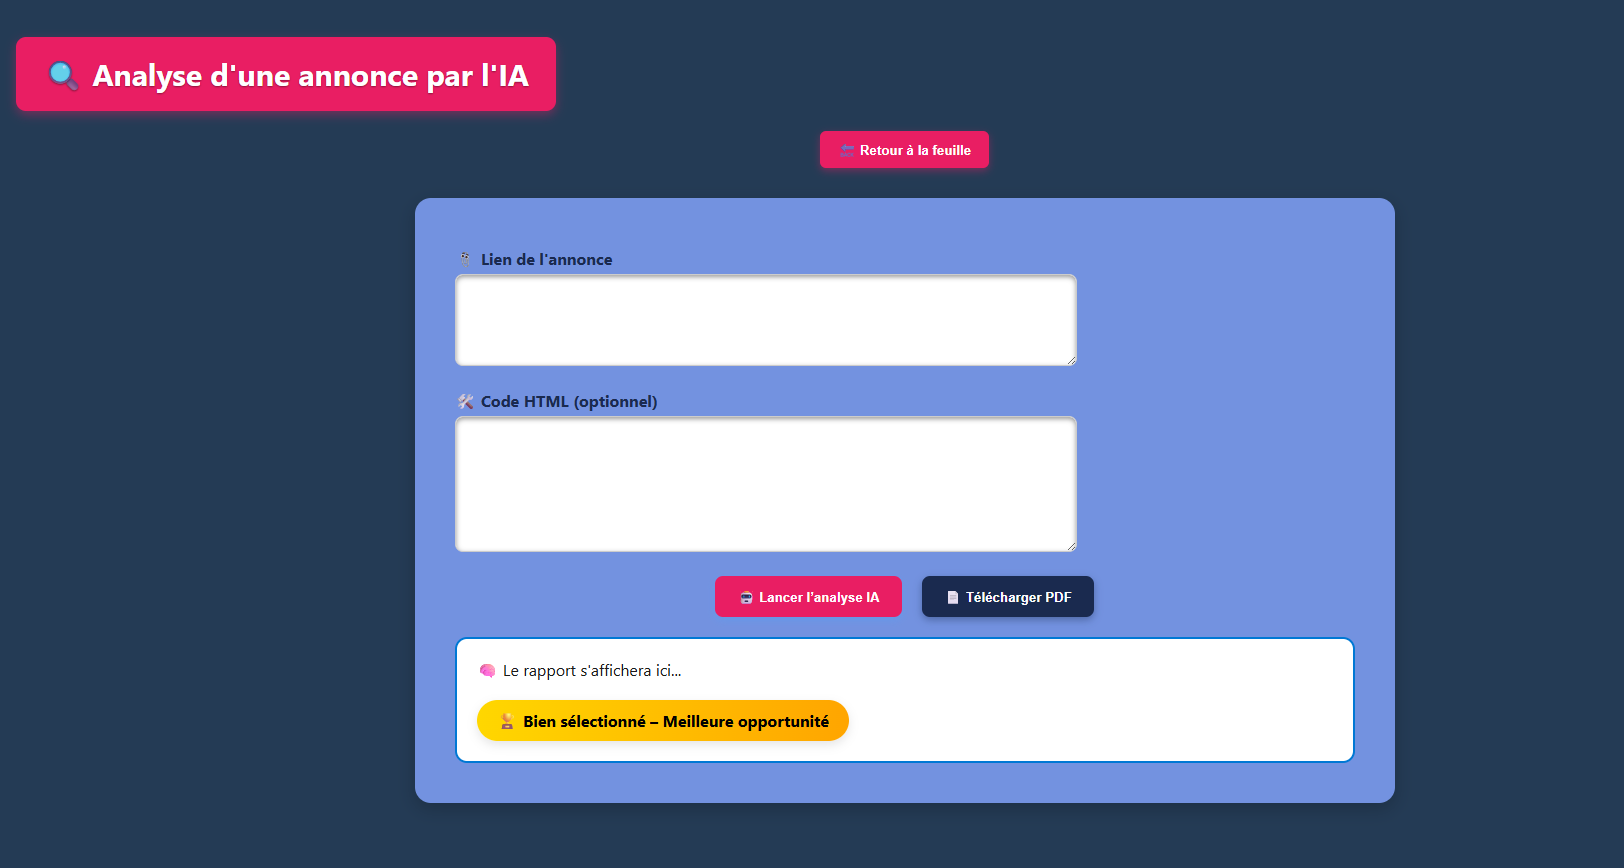 Analyse d'une annonce par l'IA
Retour à la feuille
Lien de l'annonce
Code HTML (optionnel)
Lancer l’analyse IA
Télécharger PDF
Le rapport s'affichera ici...
Bien sélectionné – Meilleure opportunité